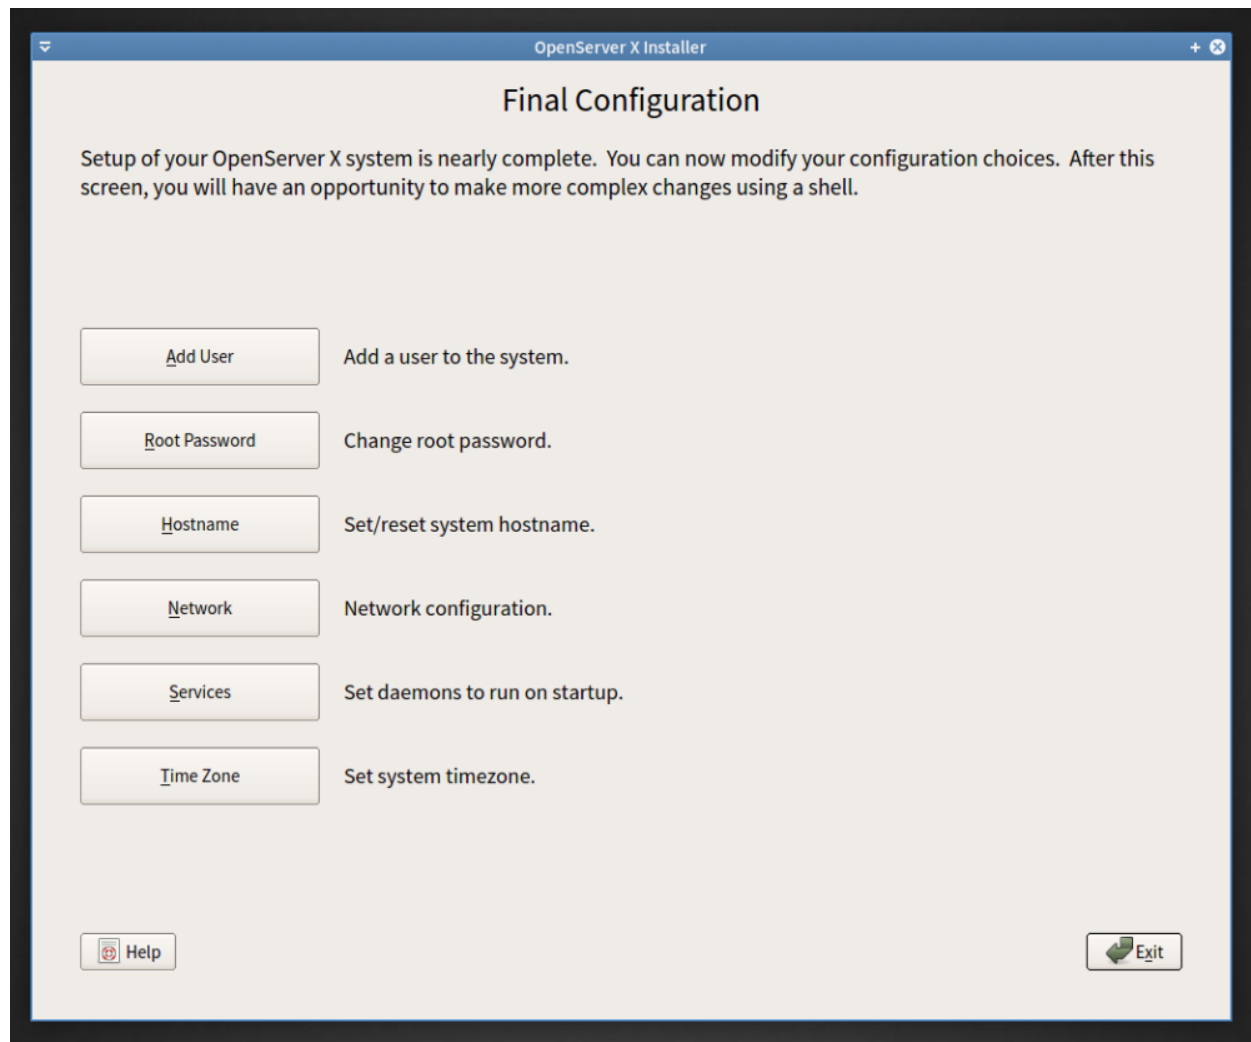 OpenServer X Installer
Final Configuration
Setup of your OpenServer X system is nearly complete.  You can now modify your configuration choices.  After this
screen, you will have an opportunity to make more complex changes using a shell.
Add User Add a user to the system.
Root Password Change root password.
Hostname Set/reset system hostname.
Network Network configuration.
Services Set daemons to run on startup.
Time Zone Set system timezone.
Help Exit